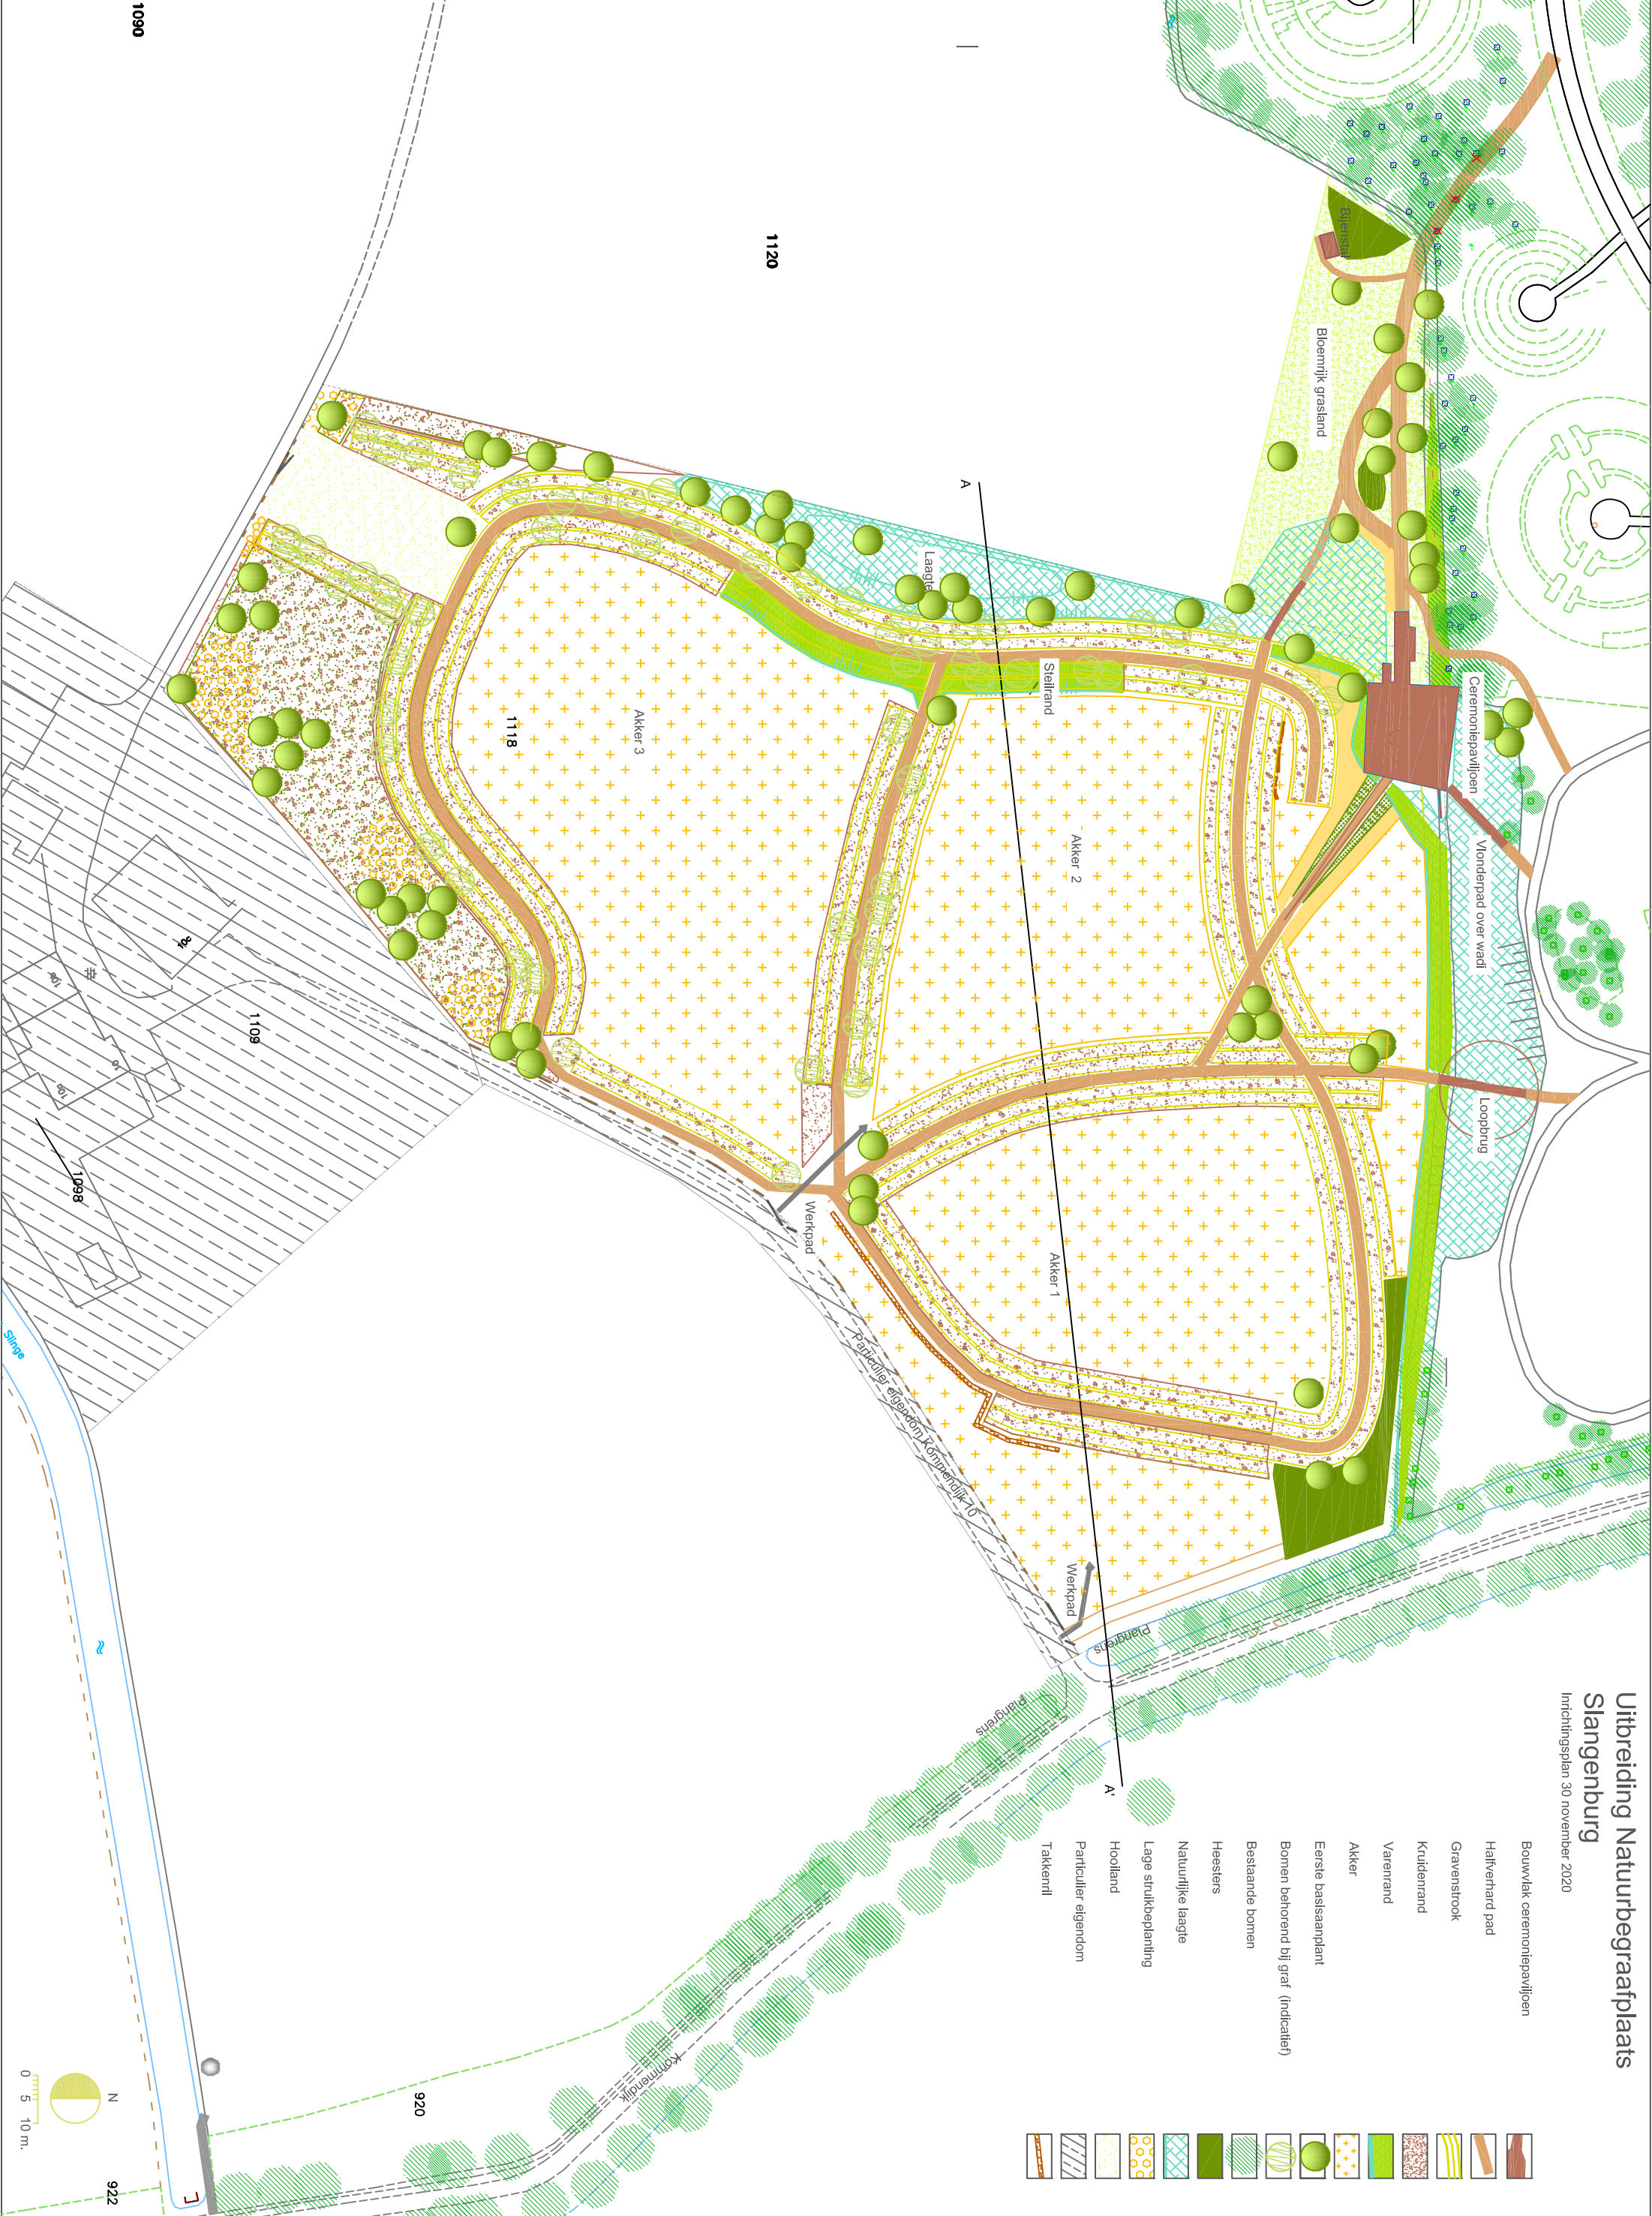 Uitbreiding Natuurbegraafplaats
Slangenburg
Inrichtingsplan 30 november 2020
Bouwvlak ceremoniepaviljoen
Halfverhard pad
Gravenstrook
Kruidenrand
Varenrand
Akker
Eerste basisaanplant
Bomen behorend bij graf (indicatief)
Bestaande bomen
Heesters
Natuurlijke laagte
Lage struikbeplanting
Hooiland
Particulier eigendom
Takkenril
Bijenstal
Bloemrijk grasland
Ceremoniepaviljoen
Vlonderpad over wadi
Loopbrug
Laagte
Steilrand
Akker 3
Akker 2
Akker 1
Werkpad
Werkpad
Particulier eigendom Kommendijk 10
Plangrens
Plangrens
Kommendijk
Slinge
A
A'
1090
1120
1118
1109
1098
920
922
10c
N
0 5 10 m.